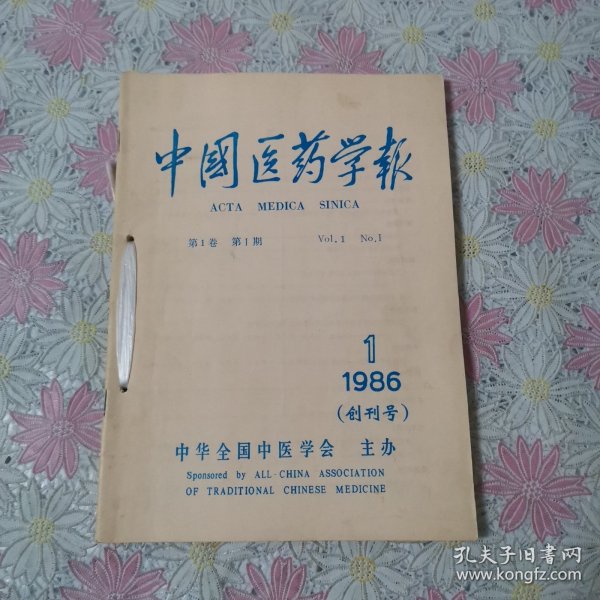 中國医药学報
ACTA MEDICA SINICA
第1卷 第1期 Vol.1 No.1
1
1986
(创刊号)
中华全国中医学会 主办
Sponsored by ALL-CHINA ASSOCIATION
OF TRADITIONAL CHINESE MEDICINE
孔夫子旧书网
www.kongfz.com